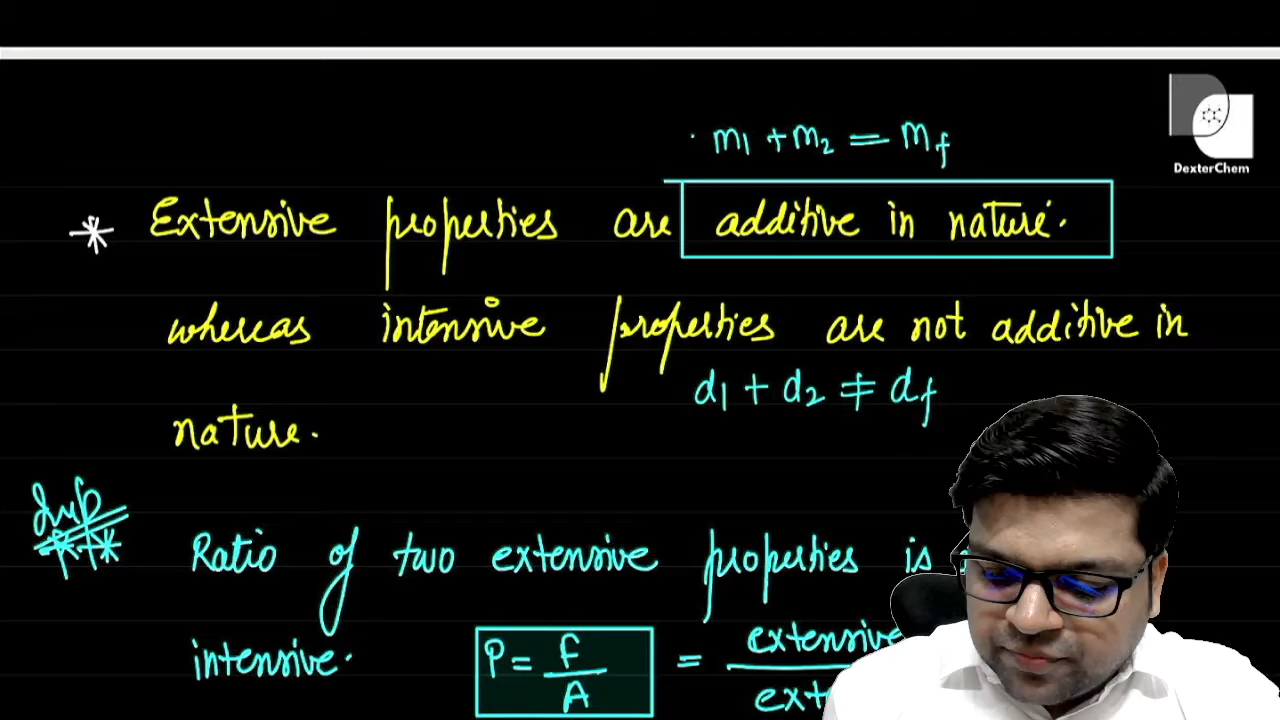 · m1 + m2 = mf
DexterChem
* Extensive properties are additive in nature.
whereas intensive properties are not additive in
d1 + d2 ≠ df
nature.
Imp
*** Ratio of two extensive properties is
intensive. P = F/A = extensive